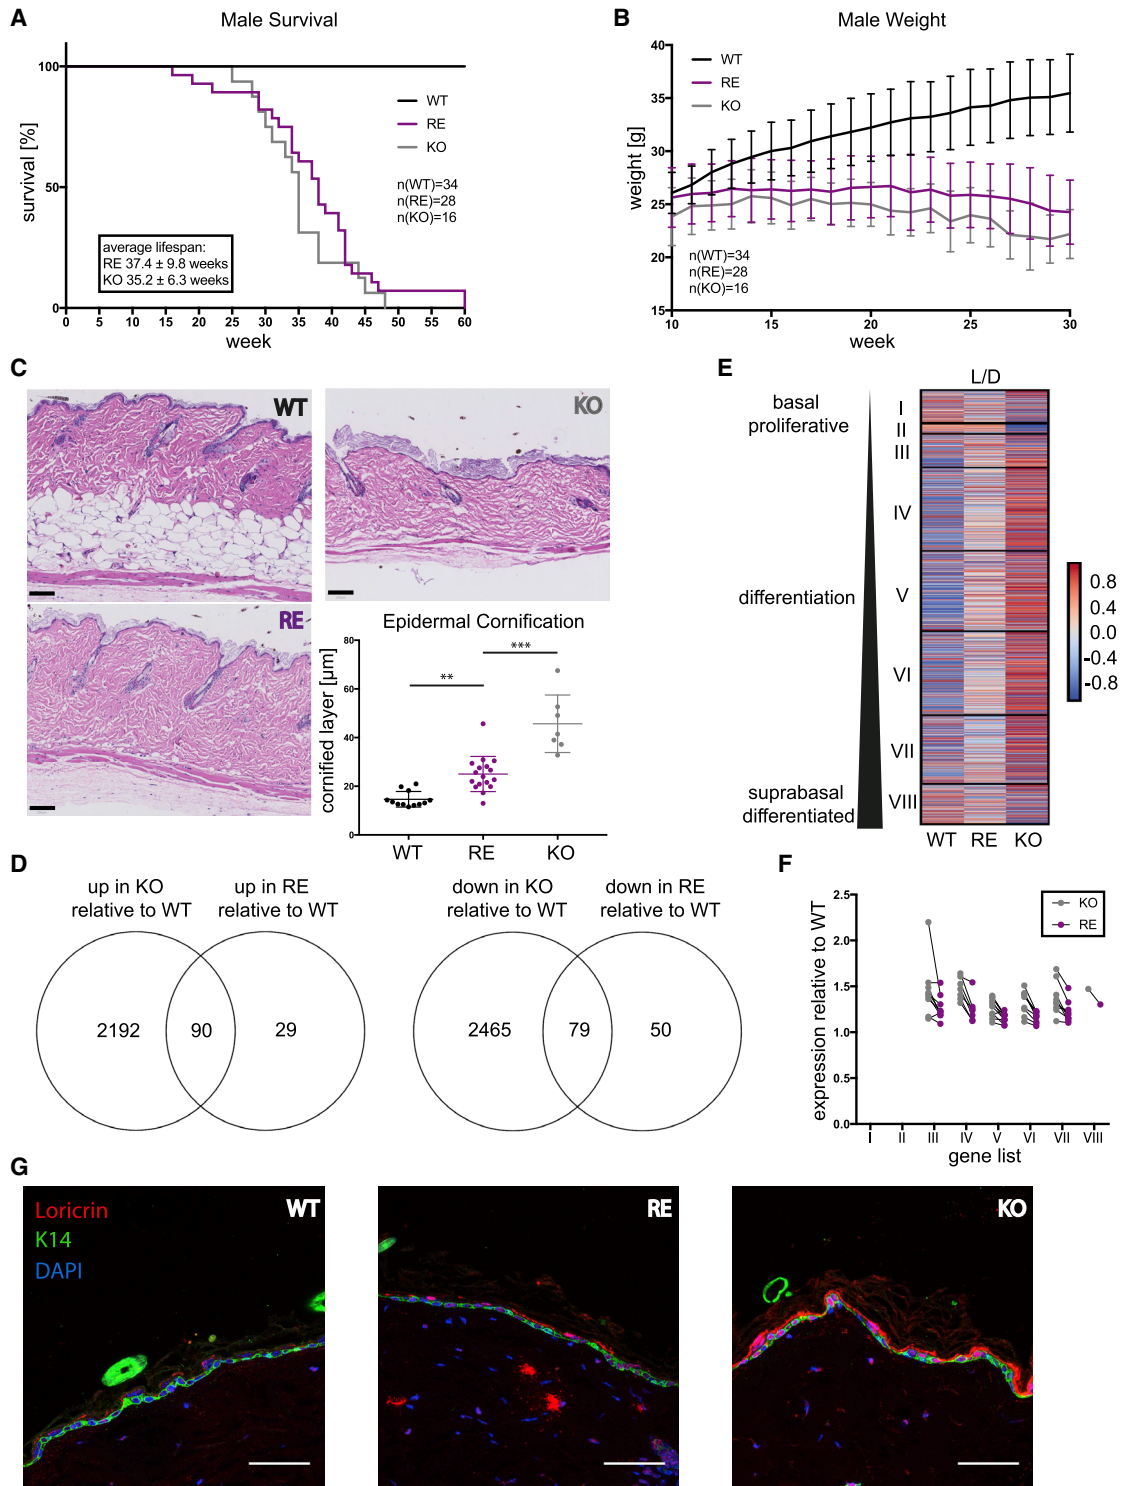 A
Male Survival
survival [%]
100
50
0
WT
RE
KO
n(WT)=34
n(RE)=28
n(KO)=16
average lifespan:
RE 37.4 ± 9.8 weeks
KO 35.2 ± 6.3 weeks
0 5 10 15 20 25 30 35 40 45 50 55 60
week
B
Male Weight
weight [g]
40
35
30
25
20
15
WT
RE
KO
n(WT)=34
n(RE)=28
n(KO)=16
10 15 20 25 30
week
C
WT
KO
RE
Epidermal Cornification
cornified layer [µm]
80
60
40
20
0
**
***
WT RE KO
E
L/D
basal
proliferative
differentiation
suprabasal
differentiated
I
II
III
IV
V
VI
VII
VIII
WT RE KO
0.8
0.4
0.0
-0.4
-0.8
D
up in KO
relative to WT
up in RE
relative to WT
2192 90 29
down in KO
relative to WT
down in RE
relative to WT
2465 79 50
F
expression relative to WT
2.5
2.0
1.5
1.0
0.5
0.0
KO
RE
I II III IV V VI VII VIII
gene list
G
Loricrin
K14
DAPI
WT
RE
KO